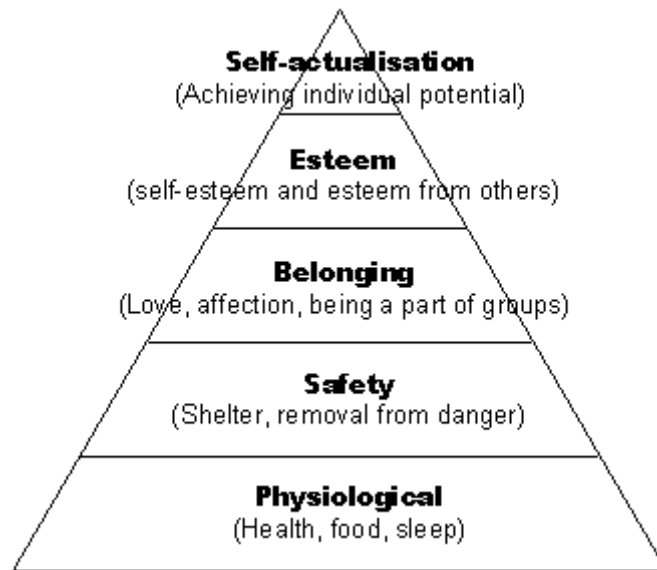 Self-actualisation
(Achieving individual potential)
Esteem
(self-esteem and esteem from others)
Belonging
(Love, affection, being a part of groups)
Safety
(Shelter, removal from danger)
Physiological
(Health, food, sleep)